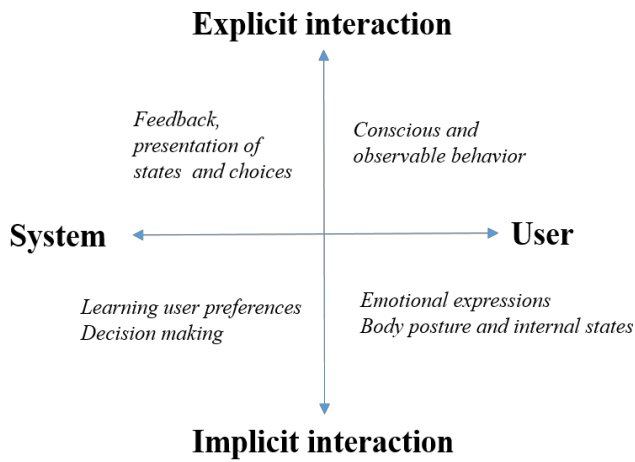 Explicit interaction
Feedback,
presentation of
states and choices
Conscious and
observable behavior
System
User
Learning user preferences
Decision making
Emotional expressions
Body posture and internal states
Implicit interaction